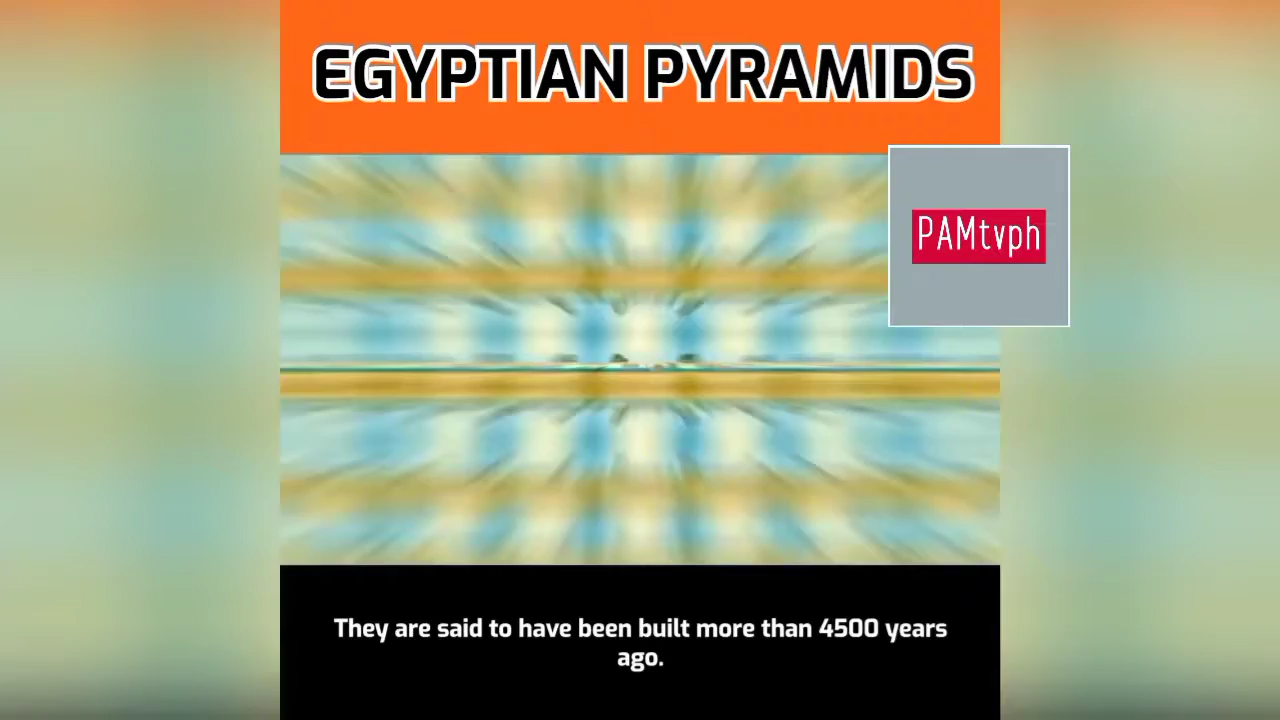 EGYPTIAN PYRAMIDS
PAMtvph
They are said to have been built more than 4500 years
ago.